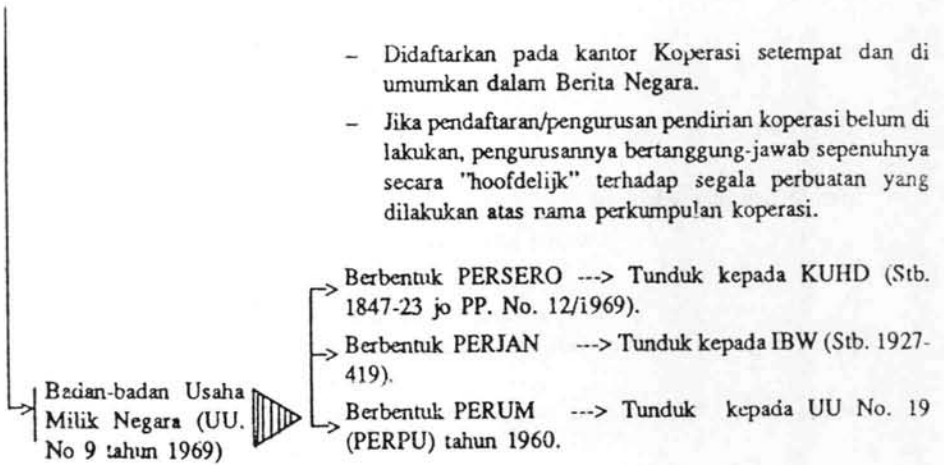 – Didaftarkan pada kantor Koperasi setempat dan di
umumkan dalam Berita Negara.
– Jika pendaftaran/pengurusan pendirian koperasi belum di
lakukan, pengurusannya bertanggung-jawab sepenuhnya
secara "hoofdelijk" terhadap segala perbuatan yang
dilakukan atas nama perkumpulan koperasi.
Berbentuk PERSERO ---> Tunduk kepada KUHD (Stb.
1847-23 jo PP. No. 12/1969).
Berbentuk PERJAN ---> Tunduk kepada IBW (Stb. 1927-
419).
Berbentuk PERUM ---> Tunduk kepada UU No. 19
(PERPU) tahun 1960.
Badan-badan Usaha
Milik Negara (UU.
No 9 tahun 1969)